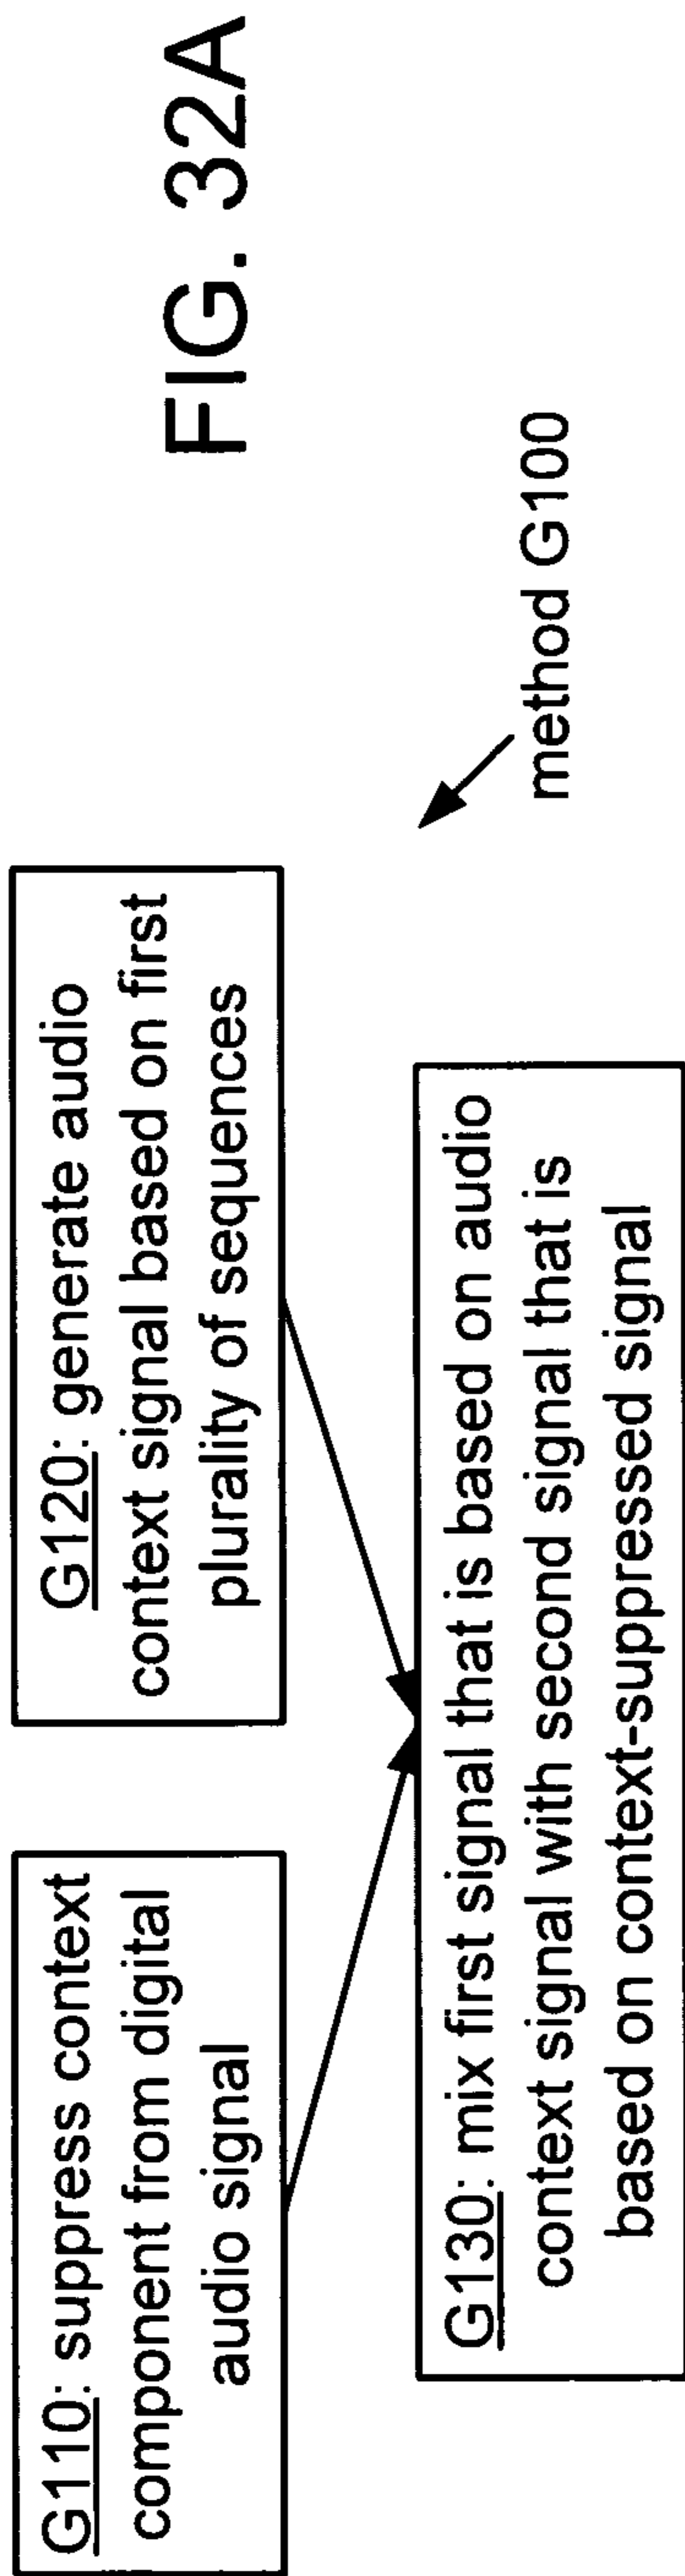 G110: suppress context
component from digital
audio signal
G120: generate audio
context signal based on first
plurality of sequences
G130: mix first signal that is based on audio
context signal with second signal that is
based on context-suppressed signal
method G100
FIG. 32A